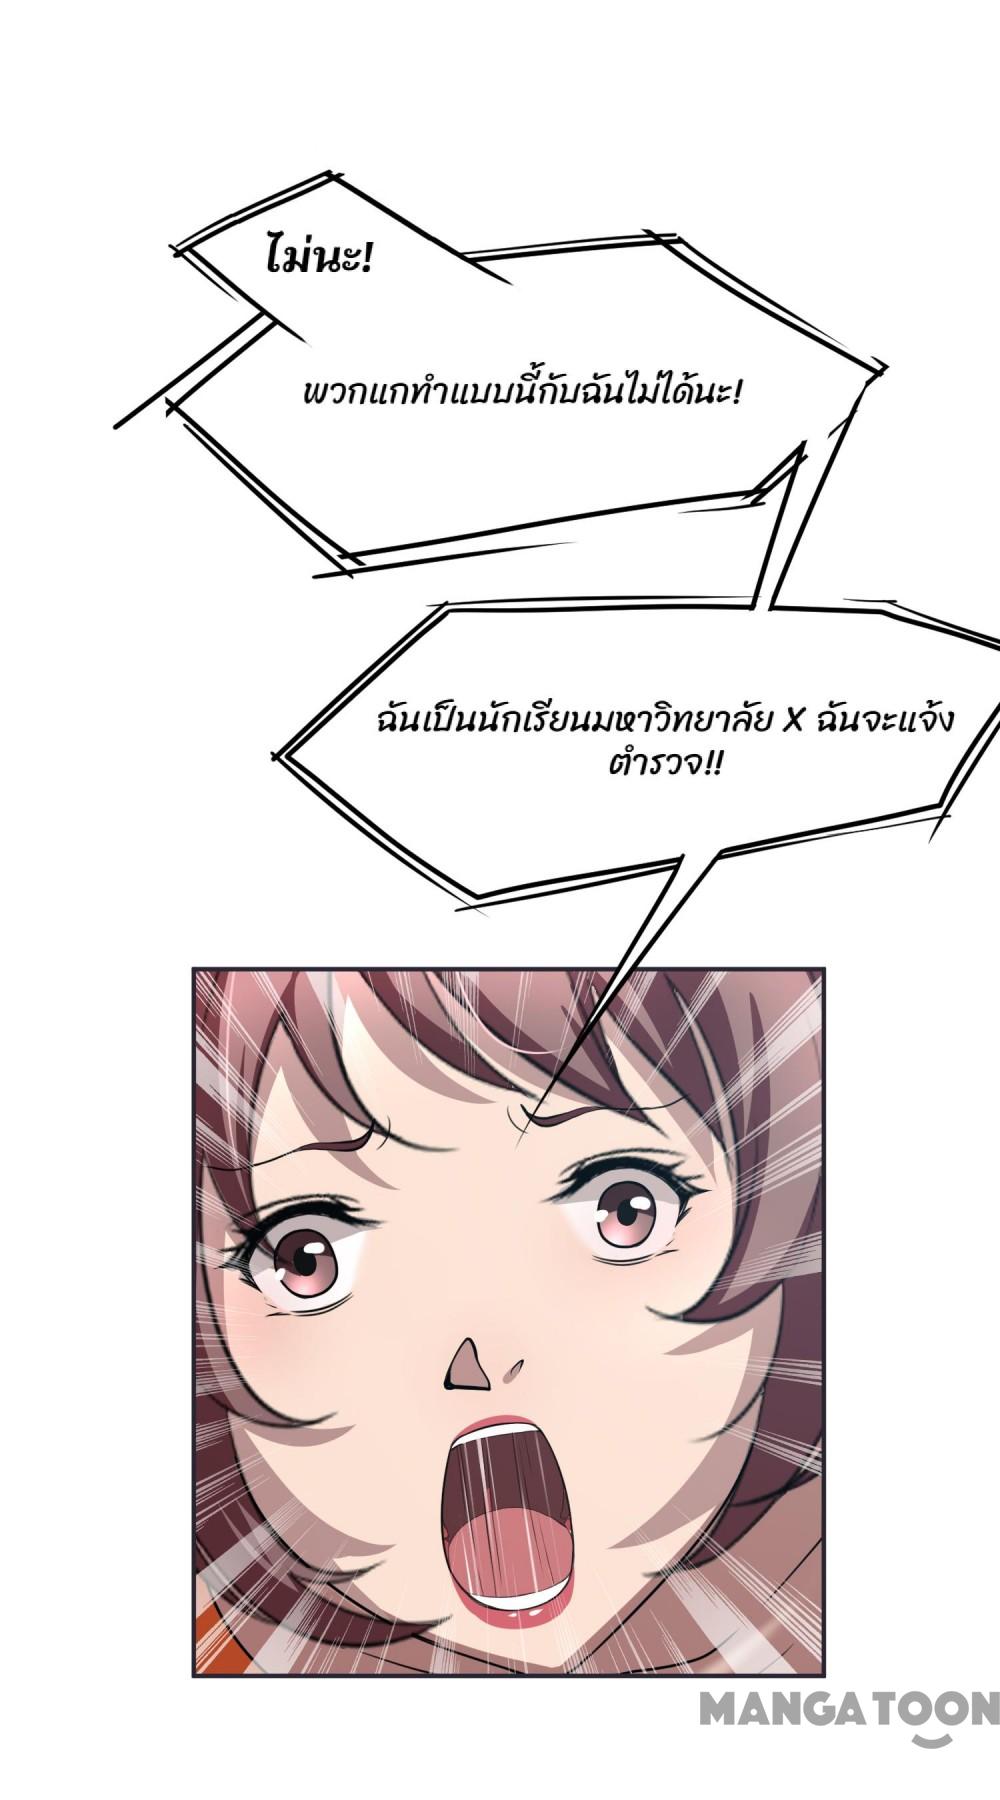 ไม่นะ!
พวกแกทำแบบนี้กับฉันไม่ได้นะ!
ฉันเป็นนักเรียนมหาวิทยาลัย X ฉันจะแจ้ง
ตำรวจ!!
MANGATOON